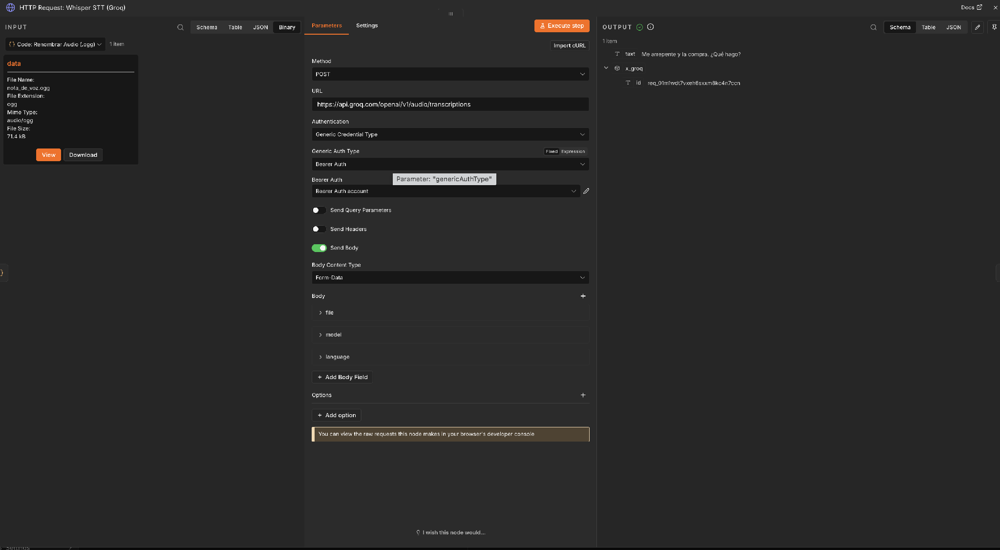 HTTP Request: Whisper STT (Groq)
Docs
INPUT
Schema Table JSON Binary
Code: Renombrar Audio (.ogg) 1 item
data
File Name:
nota_de_voz.ogg
File Extension:
ogg
Mime Type:
audio/ogg
File Size:
71.4 kB
View Download
Parameters Settings
Execute step
Import cURL
Method
POST
URL
https://api.groq.com/openai/v1/audio/transcriptions
Authentication
Generic Credential Type
Generic Auth Type
Fixed Expression
Bearer Auth
Parameter: "genericAuthType"
Bearer Auth
Bearer Auth account
Send Query Parameters
Send Headers
Send Body
Body Content Type
Form-Data
Body
file
model
language
+ Add Body Field
Options
+ Add option
You can view the raw requests this node makes in your browser's developer console
I wish this node would...
OUTPUT
Schema Table JSON
1 item
text Me arrepente y la compra. ¿Qué hago?
x_groq
id req_01m1wdt7vxeh6sxxm8kc4n7ccn
Settings